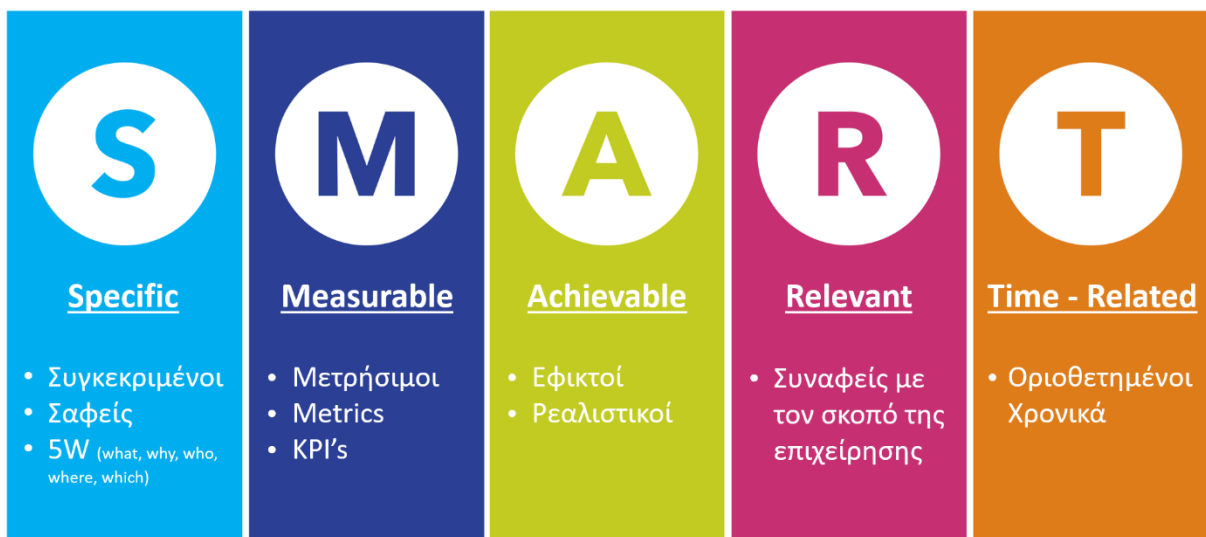 S
Specific
• Συγκεκριμένοι
• Σαφείς
• 5W (what, why, who,
where, which)
M
Measurable
• Μετρήσιμοι
• Metrics
• KPI's
A
Achievable
• Εφικτοί
• Ρεαλιστικοί
R
Relevant
• Συναφείς με
τον σκοπό της
επιχείρησης
T
Time - Related
• Οριοθετημένοι
Χρονικά